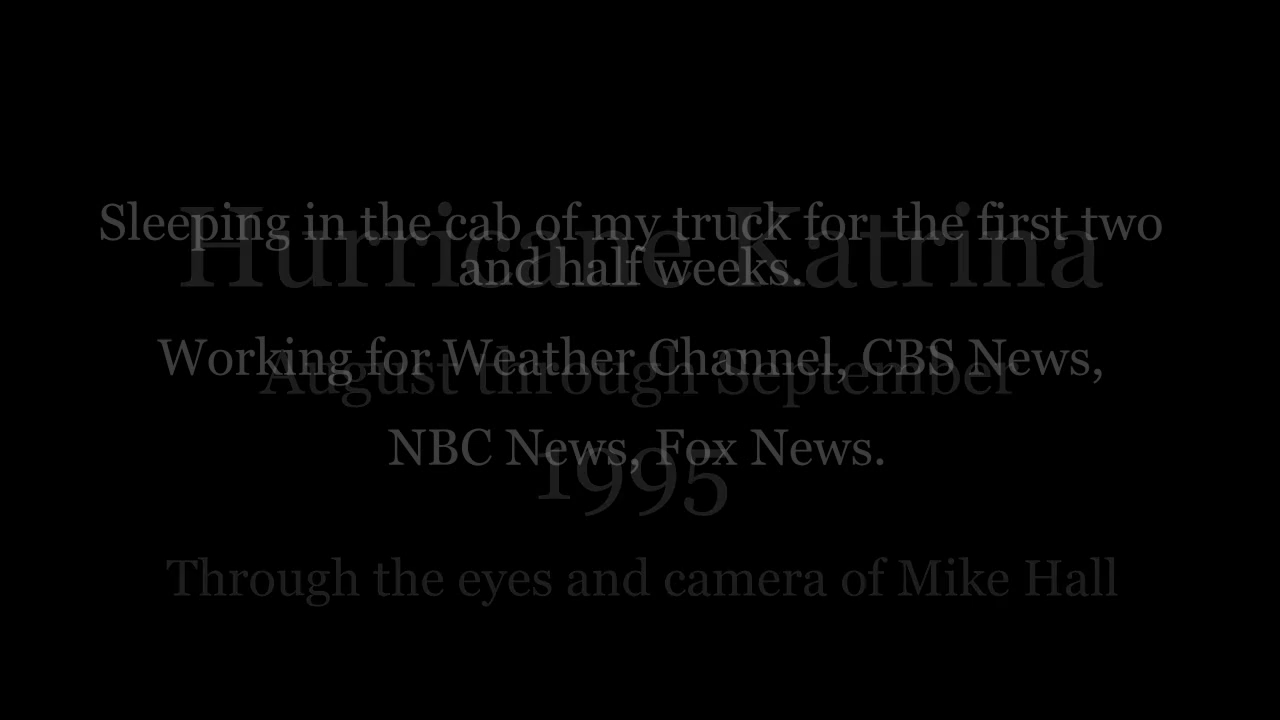 Hurricane Katrina
August through September
1995
Through the eyes and camera of Mike Hall
Sleeping in the cab of my truck for  the first two
and half weeks.
Working for Weather Channel, CBS News,
NBC News, Fox News.